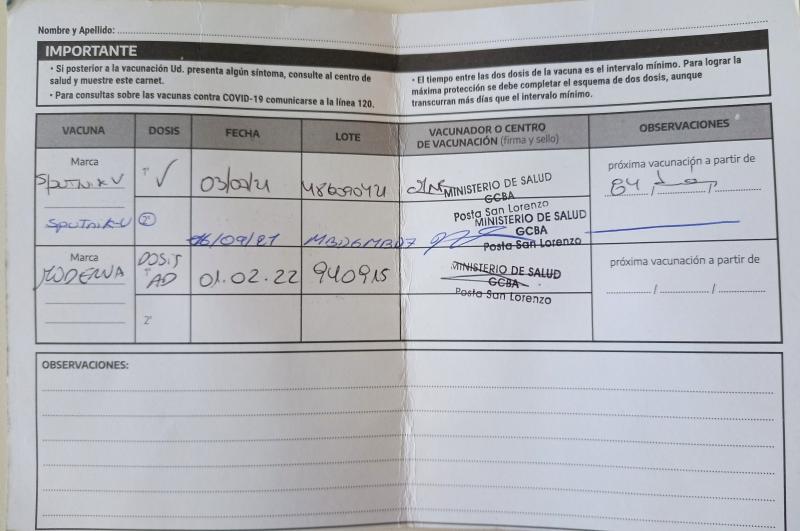 Nombre y Apellido:
IMPORTANTE
• Si posterior a la vacunación Ud. presenta algún síntoma, consulte al centro de
salud y muestre este carnet.
• Para consultas sobre las vacunas contra COVID-19 comunicarse a la línea 120.
• El tiempo entre las dos dosis de la vacuna es el intervalo mínimo. Para lograr la
máxima protección se debe completar el esquema de dos dosis, aunque
transcurran más días que el intervalo mínimo.
VACUNA DOSIS FECHA LOTE VACUNADOR O CENTRO DE VACUNACIÓN (firma y sello) OBSERVACIONES
Marca
SPUTNIK V 1°
MINISTERIO DE SALUD
GCBA
Posta San Lorenzo
próxima vacunación a partir de
84
SPUTNIK-V 2° 06/09/21
MINISTERIO DE SALUD
GCBA
Posta San Lorenzo
Marca
MODERNA DOSIS
1° AD 01.02.22 940915
MINISTERIO DE SALUD
GCBA
Posta San Lorenzo
próxima vacunación a partir de
2°
OBSERVACIONES: